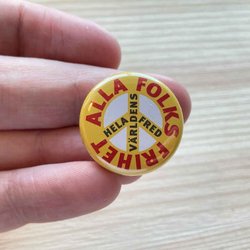 ALLA FOLKS FRIHET
HELA
VÄRLDENS
FRED